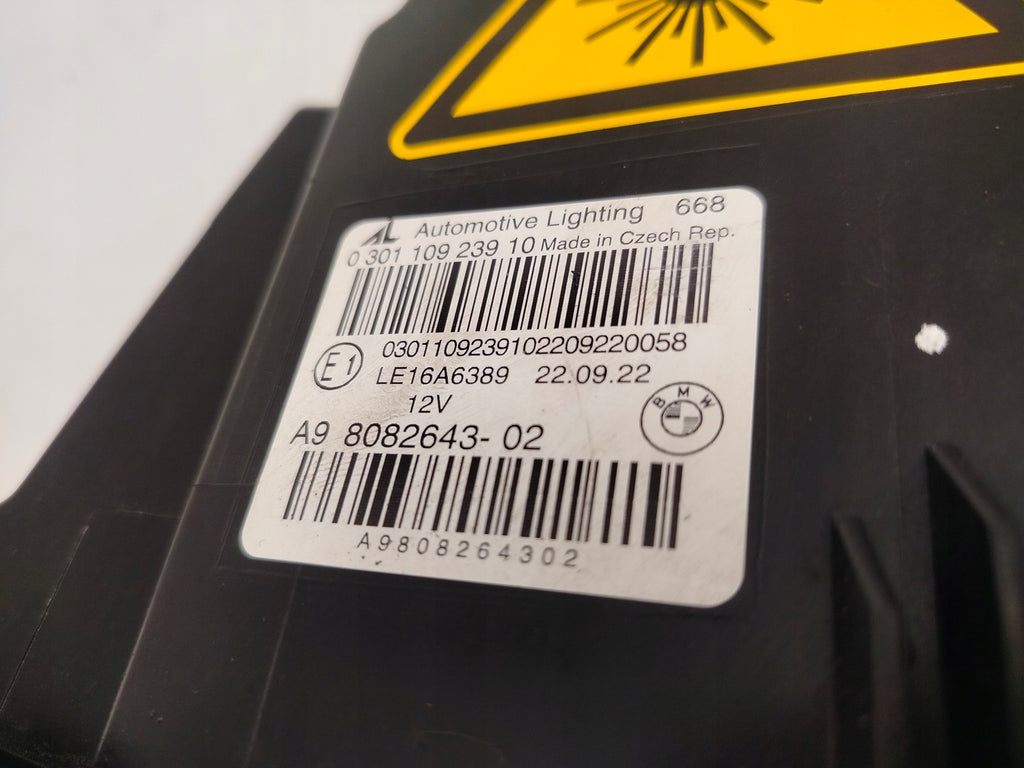 AL Automotive Lighting 668
0 301 109 239 10 Made in Czech Rep.
0301109239102209220058
E1 LE16A6389 22.09.22
12V
BMW
A9 8082643- 02
A9808264302